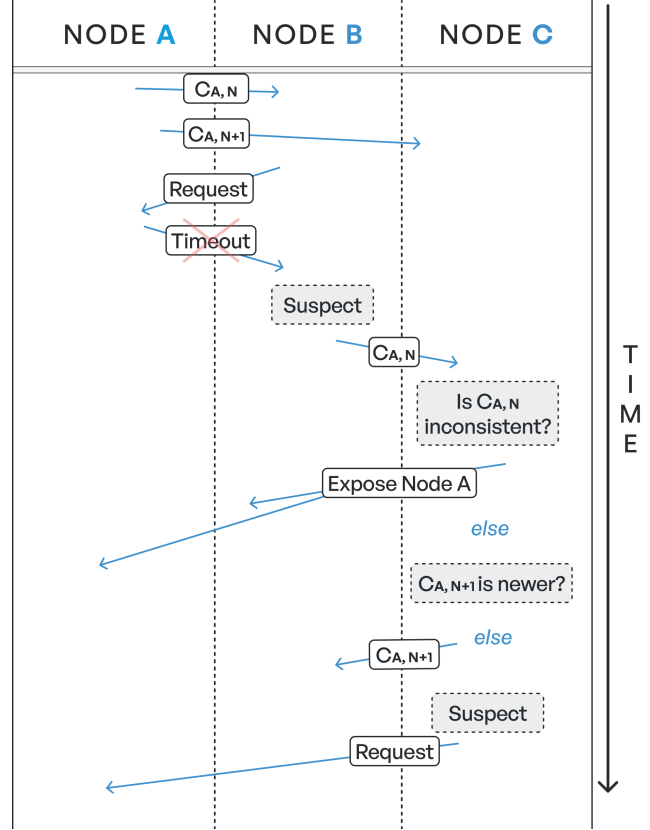 NODE A NODE B NODE C
CA, N
CA, N+1
Request
Timeout
Suspect
CA, N
Is CA, N
inconsistent?
Expose Node A
else
CA, N+1 is newer?
else
CA, N+1
Suspect
Request
TIME